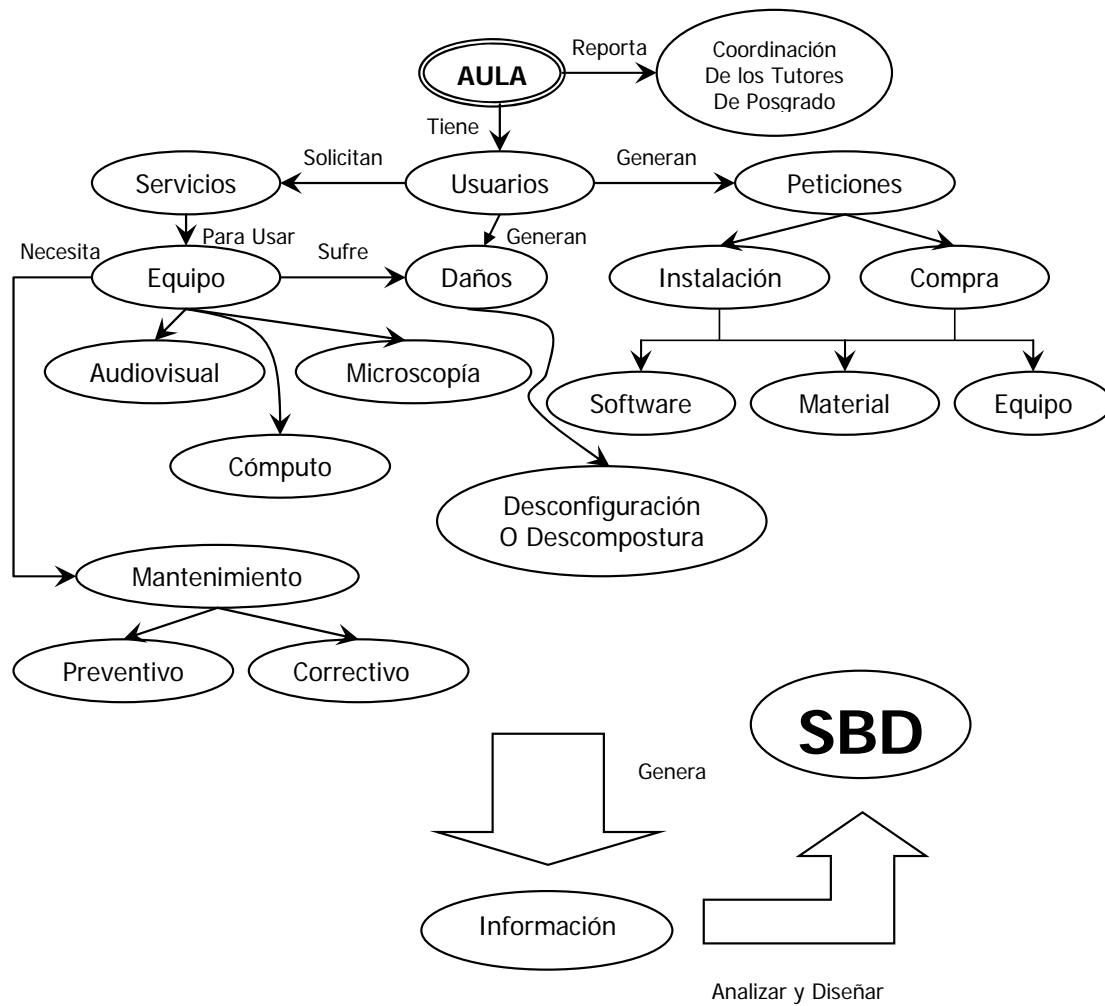 Reporta
AULA
Coordinación
De los Tutores
De Posgrado
Tiene
Solicitan
Generan
Servicios
Usuarios
Peticiones
Necesita
Para Usar
Sufre
Generan
Equipo
Daños
Instalación
Compra
Audiovisual
Microscopía
Software
Material
Equipo
Cómputo
Desconfiguración
O Descompostura
Mantenimiento
Preventivo
Correctivo
SBD
Genera
Información
Analizar y Diseñar